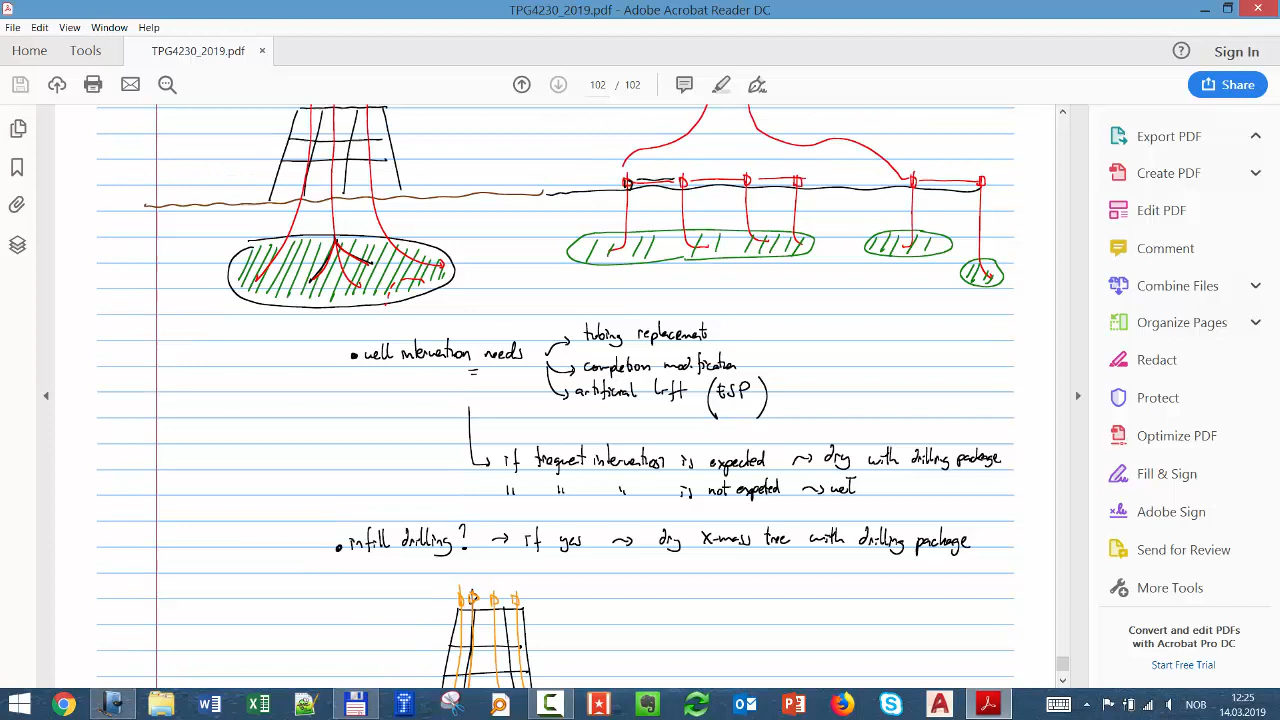 TPG4230_2019.pdf - Adobe Acrobat Reader DC
File Edit View Window Help
Home Tools TPG4230_2019.pdf × Sign In
102 / 102 Share
Export PDF
Create PDF
Edit PDF
Comment
Combine Files
Organize Pages
Redact
Protect
Optimize PDF
Fill & Sign
Adobe Sign
Send for Review
More Tools
Convert and edit PDFs
with Acrobat Pro DC
Start Free Trial
tubing replacement
• well intervention needs
completion modification
artificial lift (ESP)
if frequet intervention is expected ~> dry with drilling package
" " " is not expeted ~> wet
• infill drilling? → if yes ~> dry X-mass tree with drilling package
NOB 12:25
14.03.2019